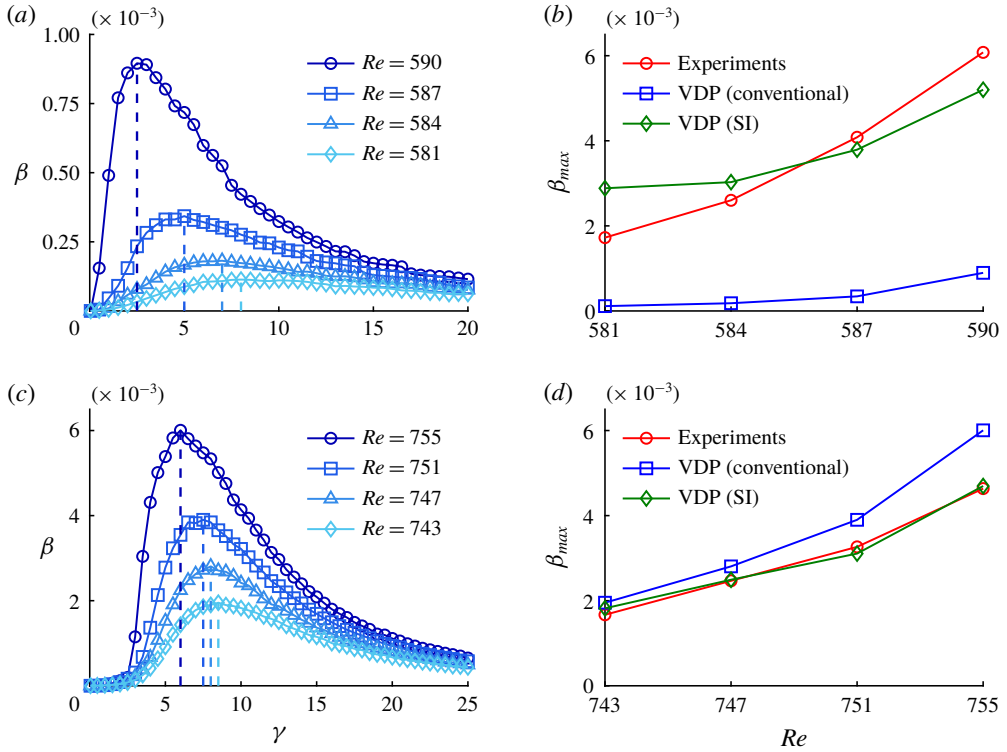 (a)
(× 10⁻³)
1.00
0.75
0.50
0.25
0
5
10
15
20
β
Re = 590
Re = 587
Re = 584
Re = 581
(b)
(× 10⁻³)
6
4
2
0
581
584
587
590
β_max
Experiments
VDP (conventional)
VDP (SI)
(c)
(× 10⁻³)
6
4
2
0
5
10
15
20
25
β
γ
Re = 755
Re = 751
Re = 747
Re = 743
(d)
(× 10⁻³)
6
4
2
0
743
747
751
755
β_max
Re
Experiments
VDP (conventional)
VDP (SI)